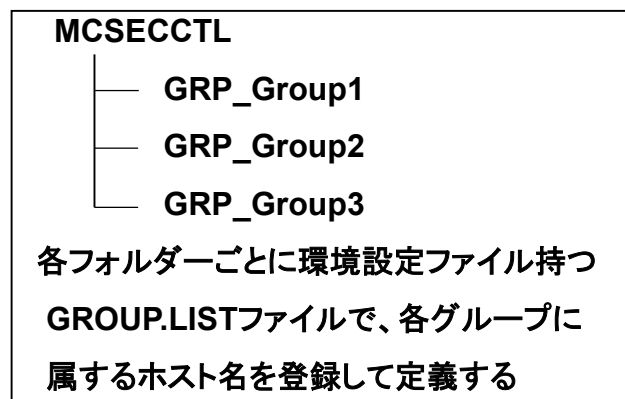 MCSECCTL
GRP_Group1
GRP_Group2
GRP_Group3
各フォルダーごとに環境設定ファイル持つ
GROUP.LISTファイルで、各グループに
属するホスト名を登録して定義する